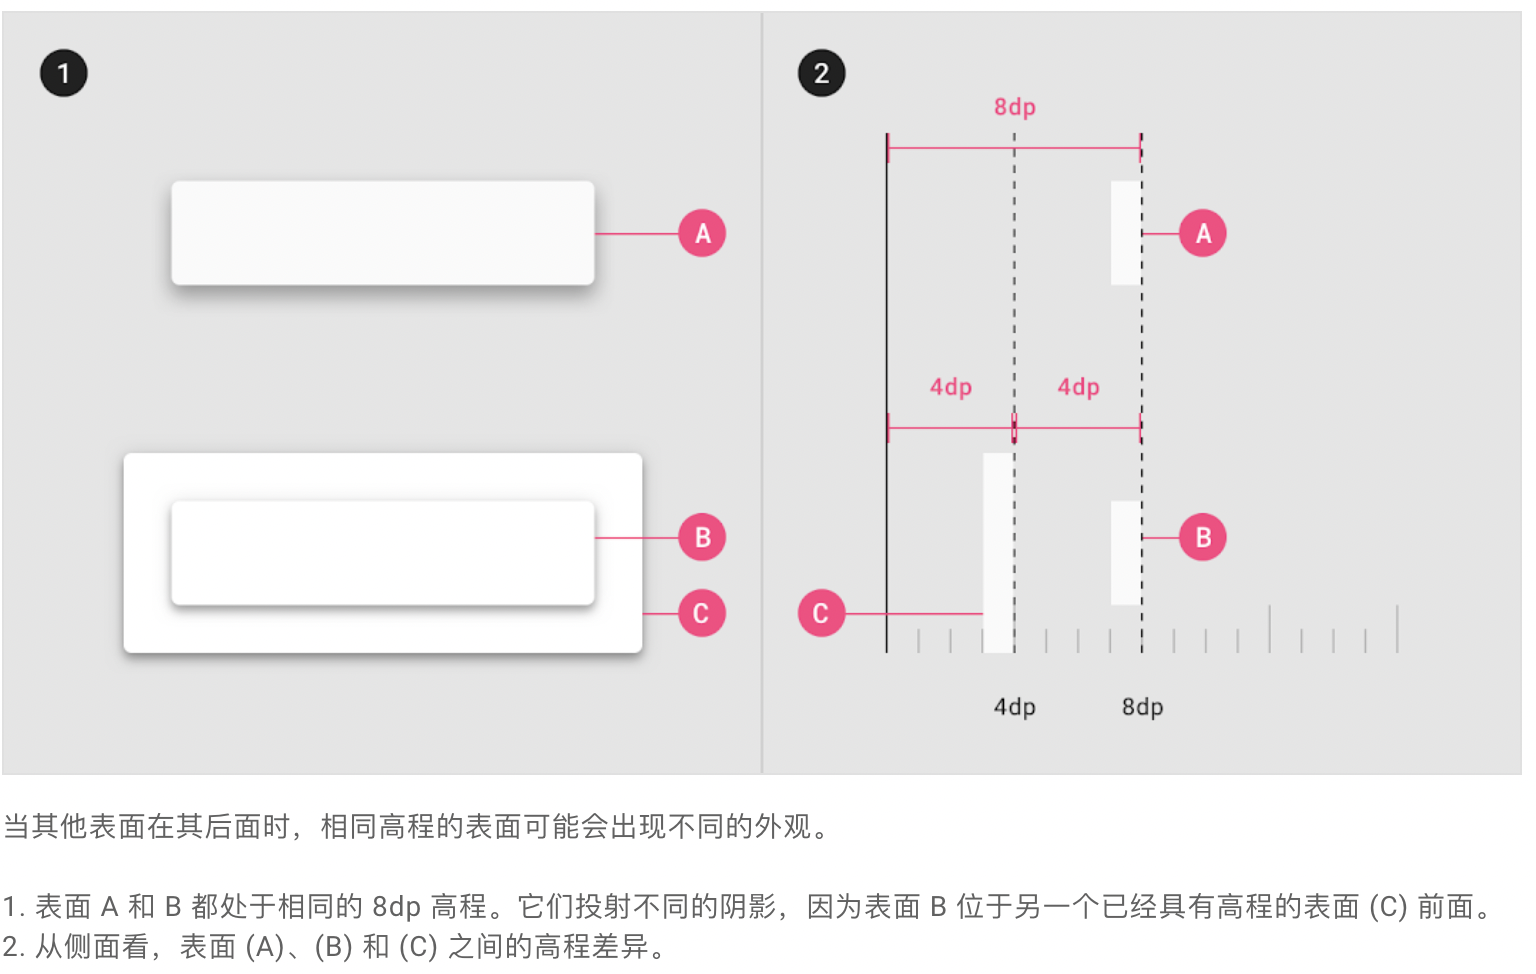 1
2
8dp
A
A
4dp
4dp
B
B
C
C
4dp
8dp
当其他表面在其后面时，相同高程的表面可能会出现不同的外观。
1. 表面 A 和 B 都处于相同的 8dp 高程。它们投射不同的阴影，因为表面 B 位于另一个已经具有高程的表面 (C) 前面。
2. 从侧面看，表面 (A)、(B) 和 (C) 之间的高程差异。